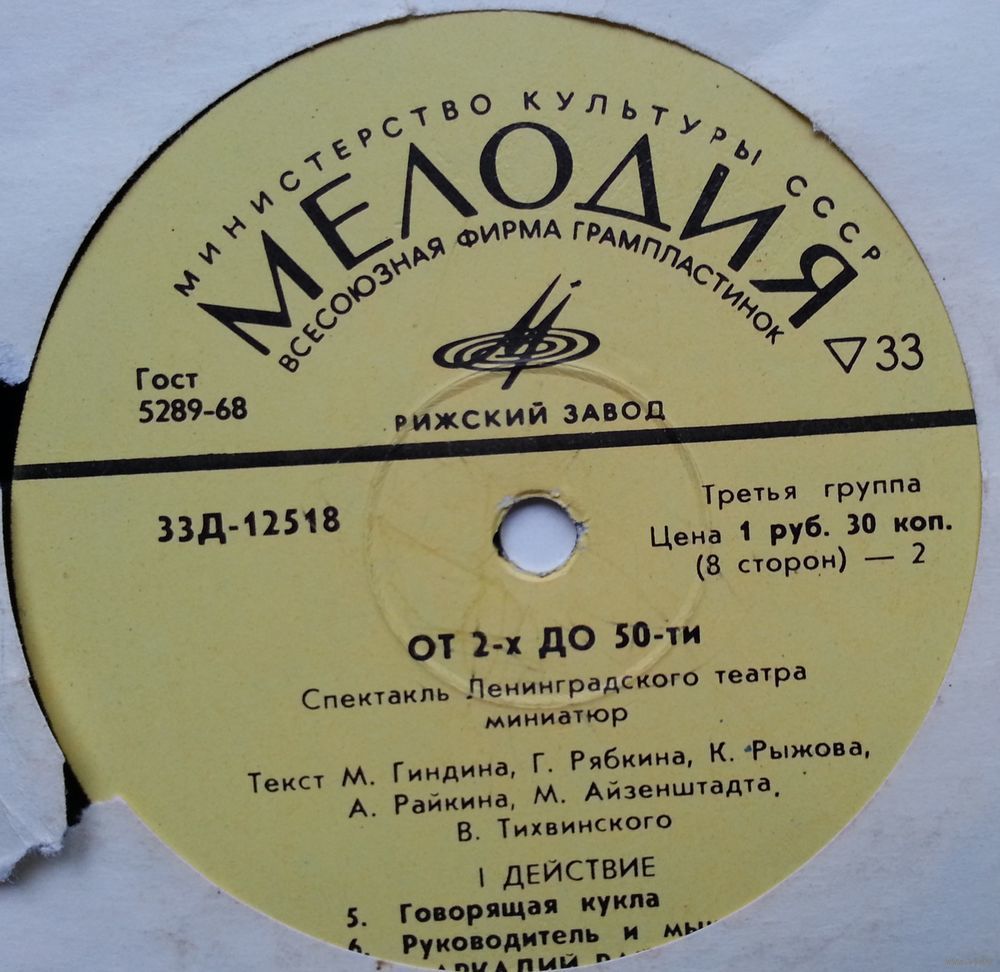 МИНИСТЕРСТВО КУЛЬТУРЫ СССР
МЕЛОДИЯ
ВСЕСОЮЗНАЯ ФИРМА ГРАМПЛАСТИНОК
33
Гост
5289-68
РИЖСКИЙ ЗАВОД
33Д-12518
Третья группа
Цена 1 руб. 30 коп.
(8 сторон) — 2
ОТ 2-х ДО 50-ти
Спектакль Ленинградского театра
миниатюр
Текст М. Гиндина, Г. Рябкина, К. Рыжова,
А. Райкина, М. Айзенштадта,
В. Тихвинского
I ДЕЙСТВИЕ
5. Говорящая кукла
6. Руководитель и
АРКАДИЙ